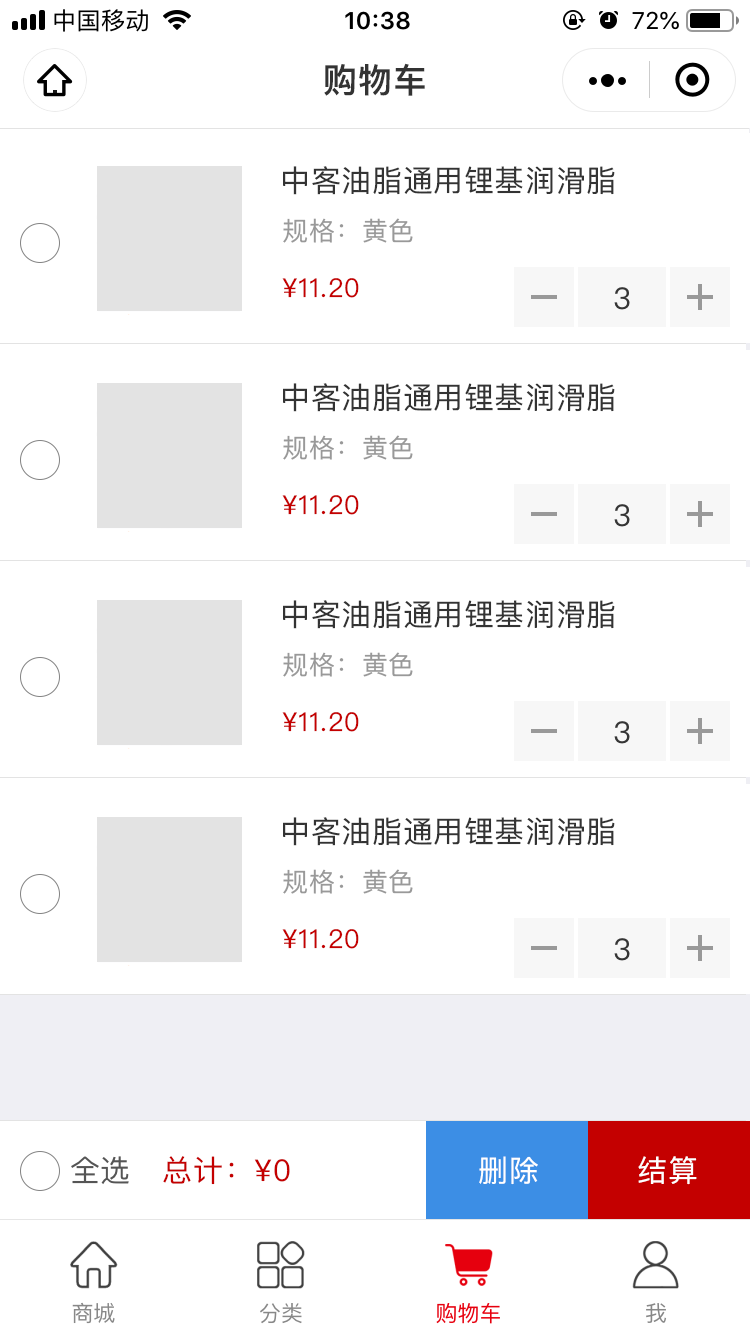 中国移动 10:38 72%
购物车
中客油脂通用锂基润滑脂
规格：黄色
¥11.20 3
中客油脂通用锂基润滑脂
规格：黄色
¥11.20 3
中客油脂通用锂基润滑脂
规格：黄色
¥11.20 3
中客油脂通用锂基润滑脂
规格：黄色
¥11.20 3
全选 总计：¥0 删除 结算
商城 分类 购物车 我